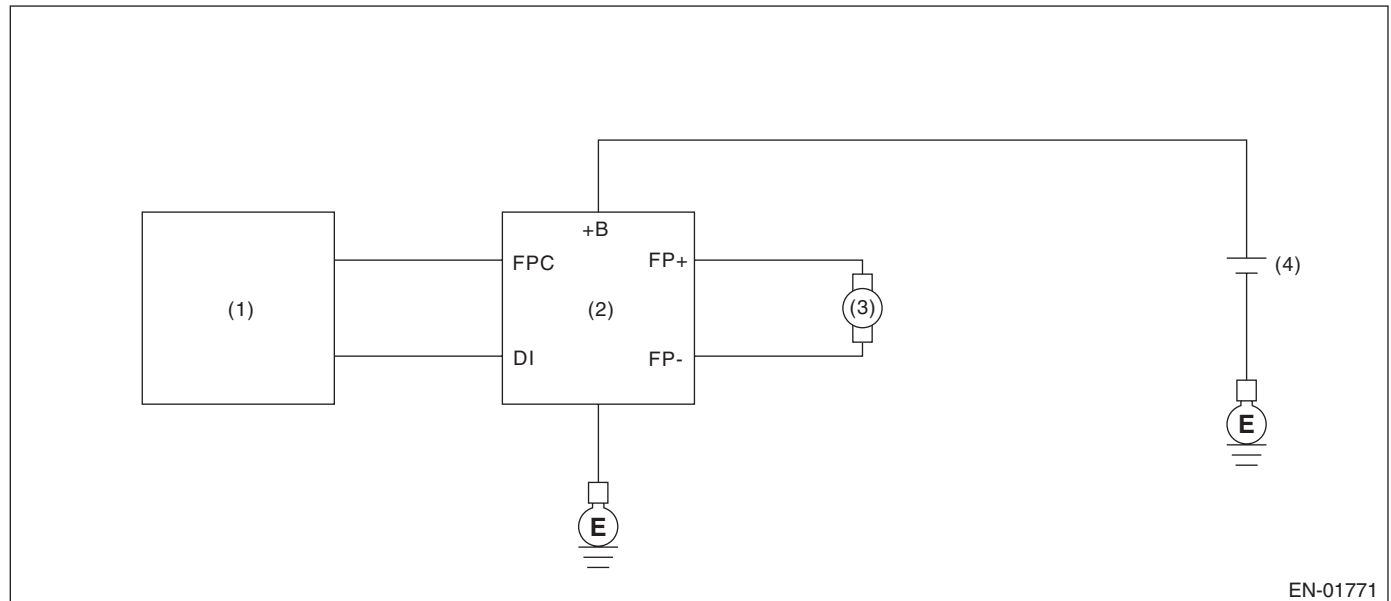 +B
FPC
FP+
(1)
(2)
(3)
(4)
DI
FP-
E
E
EN-01771